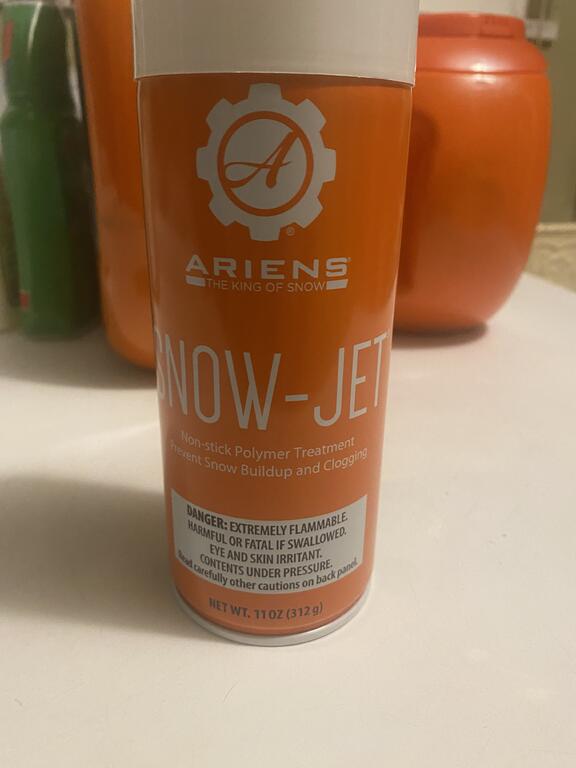 A
®
ARIENS®
THE KING OF SNOW
SNOW-JET
Non-stick Polymer Treatment
Prevent Snow Buildup and Clogging
DANGER: EXTREMELY FLAMMABLE.
HARMFUL OR FATAL IF SWALLOWED.
EYE AND SKIN IRRITANT.
CONTENTS UNDER PRESSURE.
Read carefully other cautions on back panel.
NET WT. 11 OZ (312 g)